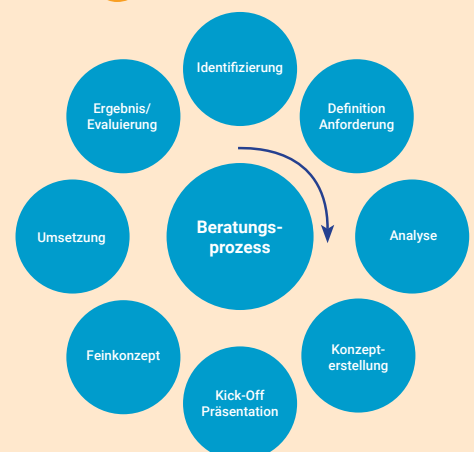 Identifizierung
Definition
Anforderung
Analyse
Konzept-
erstellung
Kick-Off
Präsentation
Feinkonzept
Umsetzung
Ergebnis/
Evaluierung
Beratungs-
prozess